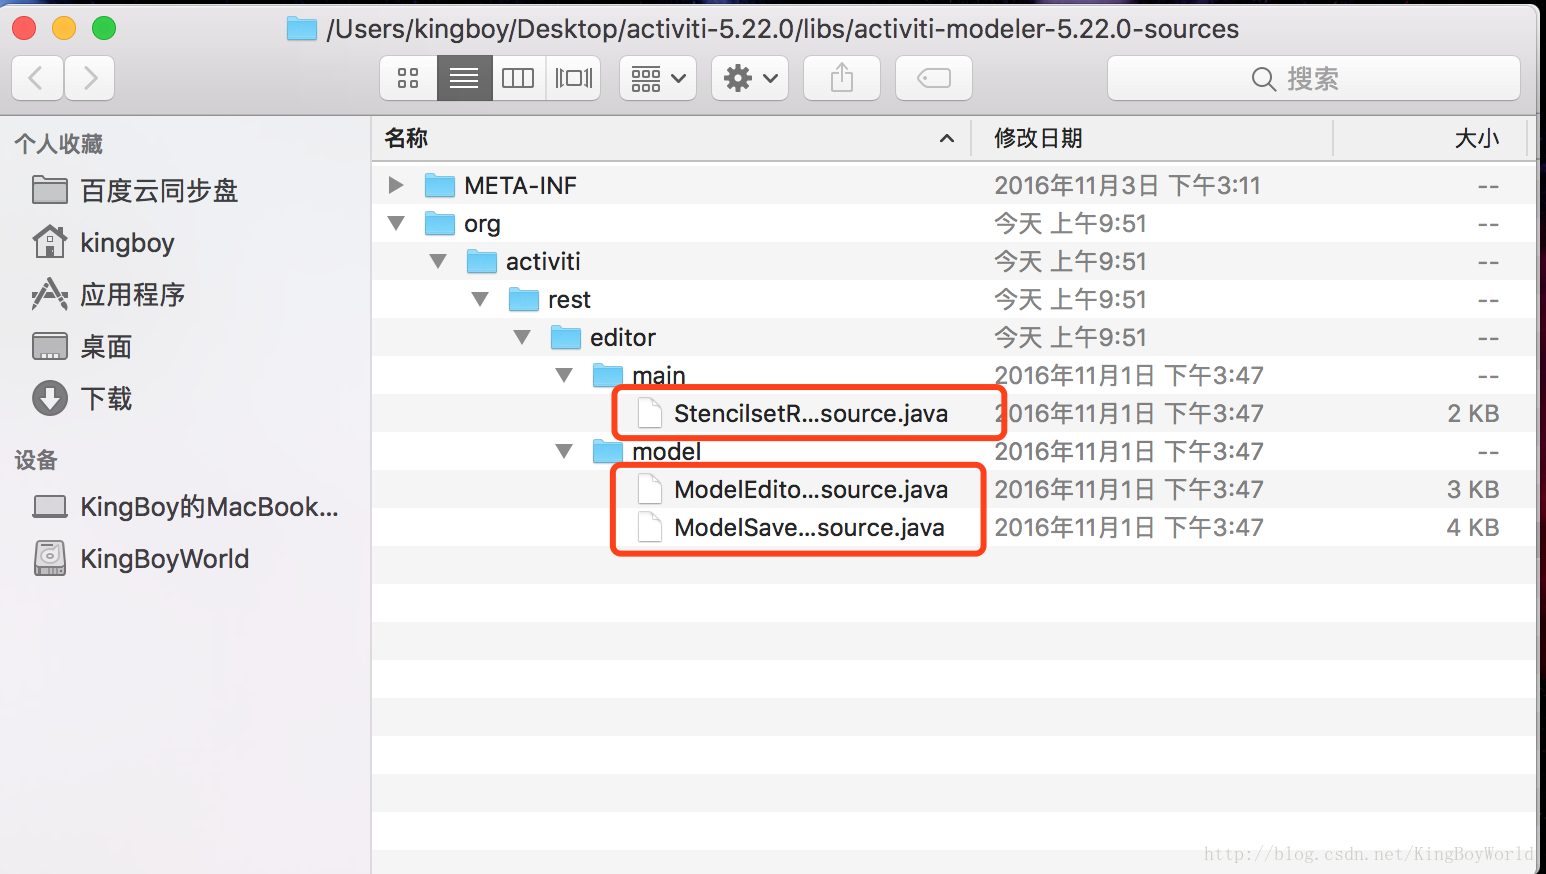 /Users/kingboy/Desktop/activiti-5.22.0/libs/activiti-modeler-5.22.0-sources
搜索
个人收藏
百度云同步盘
kingboy
应用程序
桌面
下载
设备
KingBoy的MacBook...
KingBoyWorld
名称 修改日期 大小
META-INF 2016年11月3日 下午3:11 --
org 今天 上午9:51 --
activiti 今天 上午9:51 --
rest 今天 上午9:51 --
editor 今天 上午9:51 --
main 2016年11月1日 下午3:47 --
StencilsetR...source.java 2016年11月1日 下午3:47 2 KB
model 2016年11月1日 下午3:47 --
ModelEdito...source.java 2016年11月1日 下午3:47 3 KB
ModelSave...source.java 2016年11月1日 下午3:47 4 KB
http://blog.csdn.net/KingBoyWorld